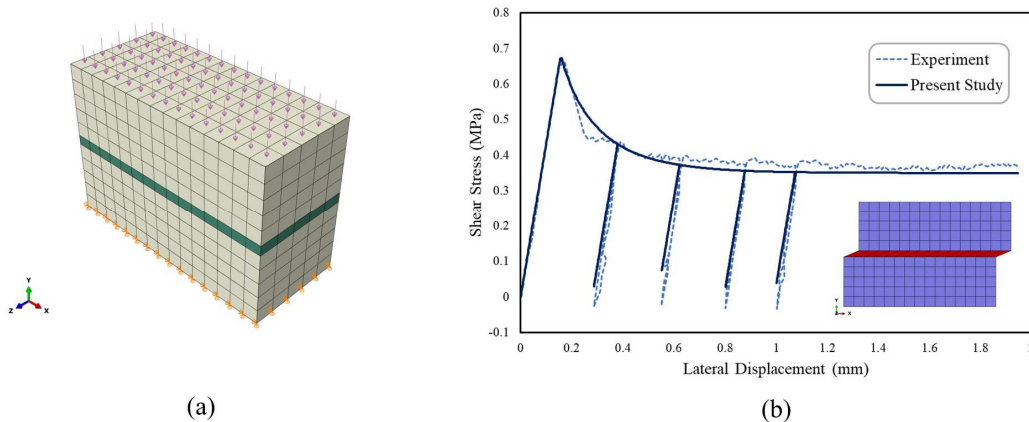 (b)
0.8
0.7
0.6
0.5
0.4
0.3
0.2
0.1
0
-0.1
Shear Stress (MPa)
Experiment
Present Study
0 0.2 0.4 0.6 0.8 1 1.2 1.4 1.6 1.8
Lateral Displacement (mm)
Y
Z X
Y
X
(a)
(b)